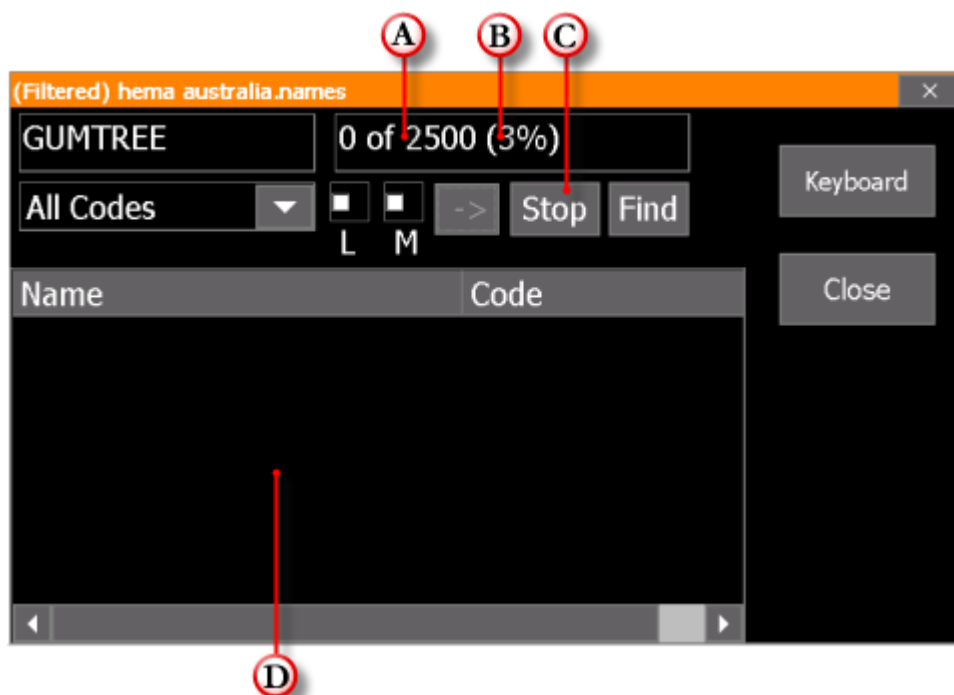 A B C
(Filtered) hema australia.names
GUMTREE 0 of 2500 (3%)
Keyboard
All Codes -> Stop Find
L M
Name Code
Close
D